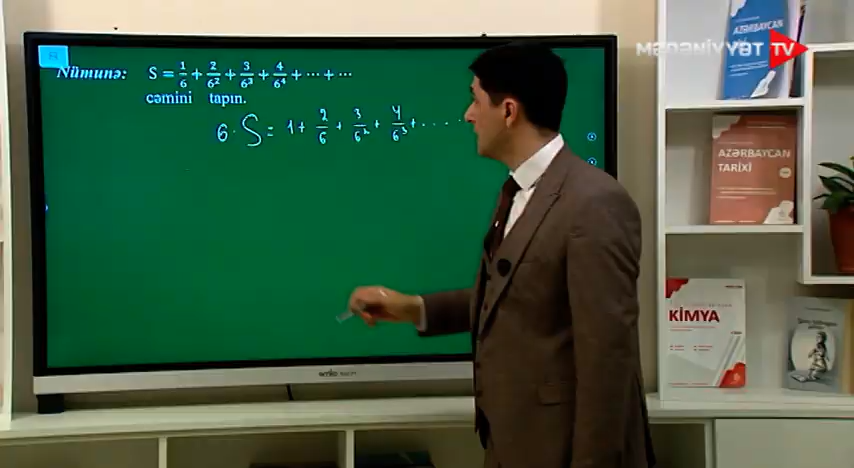 Nümunə: S = 1/6 + 2/6² + 3/6³ + 4/6⁴ + ··· + ···
cəmini tapın.
6 · S = 1 + 2/6 + 3/6² + 4/6³ + . . . .
MƏDƏNİYYƏT TV
AZƏRBAYCAN
AZƏRBAYCAN
TARİXİ
KİMYA